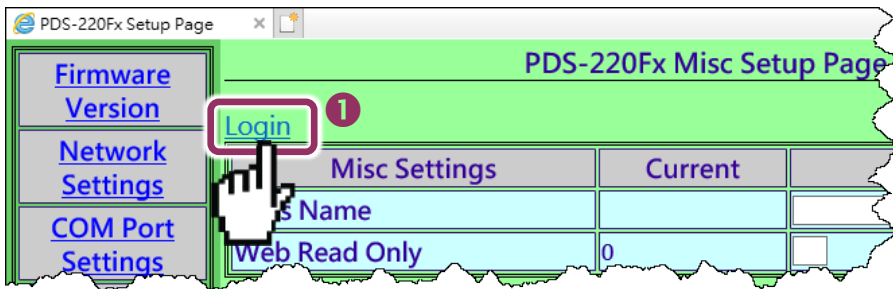 PDS-220Fx Setup Page
Firmware
Version
Network
Settings
COM Port
Settings
PDS-220Fx Misc Setup Page
Login
1
Misc Settings Current
Name
Web Read Only 0